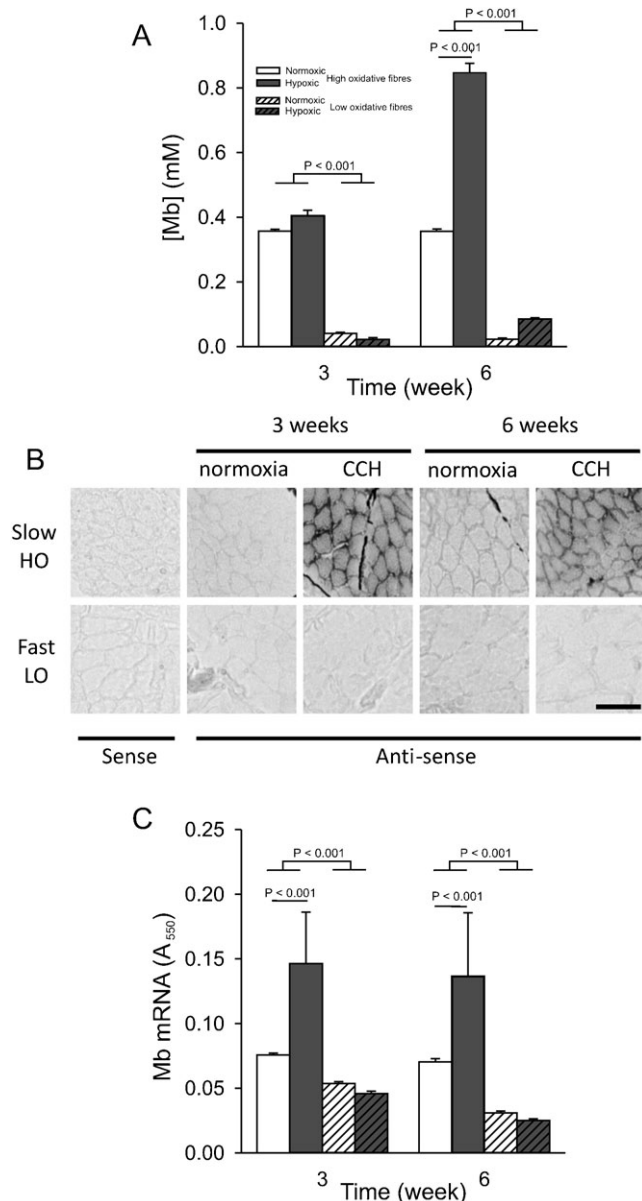 A
P < 0.001
P < 0.001
Normoxic
Hypoxic High oxidative fibres
Normoxic
Hypoxic Low oxidative fibres
P < 0.001
[Mb] (mM)
1.0
0.8
0.6
0.4
0.2
0.0
3 6
Time (week)
B
3 weeks 6 weeks
normoxia CCH normoxia CCH
Slow
HO
Fast
LO
Sense Anti-sense
C
Mb mRNA (A550)
0.25
0.20
0.15
0.10
0.05
0.00
P < 0.001 P < 0.001
P < 0.001 P < 0.001
3 6
Time (week)